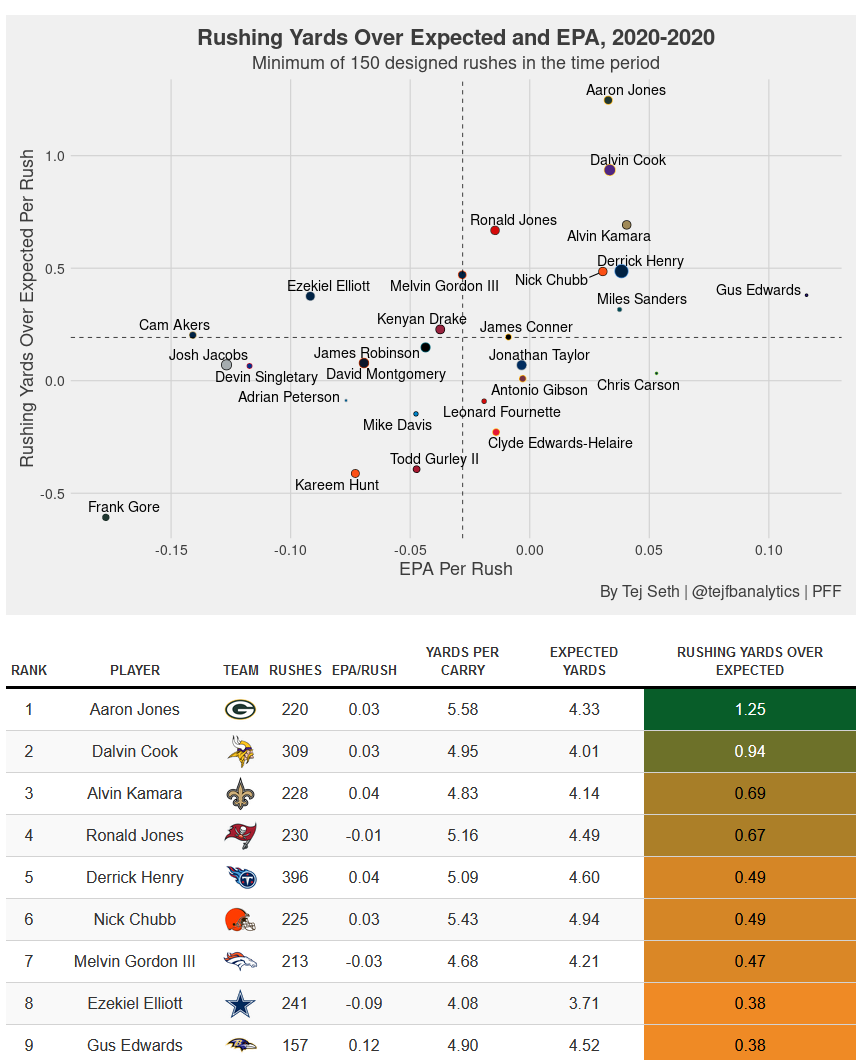 Rushing Yards Over Expected and EPA, 2020-2020
Minimum of 150 designed rushes in the time period
Aaron Jones
1.0
Dalvin Cook
Ronald Jones
Alvin Kamara
Derrick Henry
0.5
Nick Chubb
Ezekiel Elliott
Melvin Gordon III
Gus Edwards
Miles Sanders
Cam Akers
Kenyan Drake
James Conner
Josh Jacobs
James Robinson
Jonathan Taylor
0.0
Devin Singletary
David Montgomery
Antonio Gibson
Chris Carson
Adrian Peterson
Leonard Fournette
Mike Davis
Clyde Edwards-Helaire
Todd Gurley II
Kareem Hunt
-0.5
Frank Gore
Rushing Yards Over Expected Per Rush
-0.15 -0.10 -0.05 0.00 0.05 0.10
EPA Per Rush
By Tej Seth | @tejfbanalytics | PFF
RANK PLAYER TEAM RUSHES EPA/RUSH YARDS PER CARRY EXPECTED YARDS RUSHING YARDS OVER EXPECTED
1 Aaron Jones G 220 0.03 5.58 4.33 1.25
2 Dalvin Cook 309 0.03 4.95 4.01 0.94
3 Alvin Kamara 228 0.04 4.83 4.14 0.69
4 Ronald Jones 230 -0.01 5.16 4.49 0.67
5 Derrick Henry 396 0.04 5.09 4.60 0.49
6 Nick Chubb 225 0.03 5.43 4.94 0.49
7 Melvin Gordon III 213 -0.03 4.68 4.21 0.47
8 Ezekiel Elliott 241 -0.09 4.08 3.71 0.38
9 Gus Edwards 157 0.12 4.90 4.52 0.38